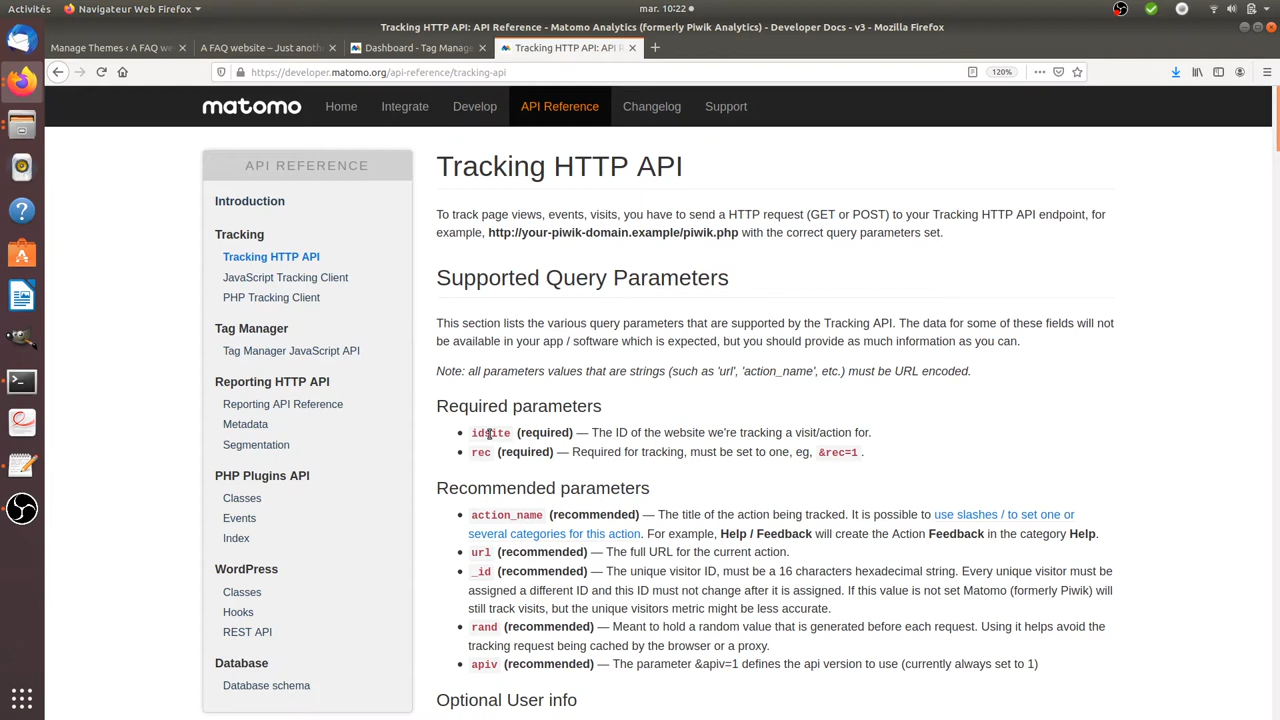 Activités Navigateur Web Firefox mar. 10:22
Tracking HTTP API: API Reference - Matomo Analytics (formerly Piwik Analytics) - Developer Docs - v3 - Mozilla Firefox
Manage Themes ‹ A FAQ we A FAQ website – Just anoth Dashboard - Tag Manage Tracking HTTP API: API R
https://developer.matomo.org/api-reference/tracking-api 120%
matomo Home Integrate Develop API Reference Changelog Support
API REFERENCE
Introduction
Tracking
Tracking HTTP API
JavaScript Tracking Client
PHP Tracking Client
Tag Manager
Tag Manager JavaScript API
Reporting HTTP API
Reporting API Reference
Metadata
Segmentation
PHP Plugins API
Classes
Events
Index
WordPress
Classes
Hooks
REST API
Database
Database schema
Tracking HTTP API
To track page views, events, visits, you have to send a HTTP request (GET or POST) to your Tracking HTTP API endpoint, for
example, http://your-piwik-domain.example/piwik.php with the correct query parameters set.
Supported Query Parameters
This section lists the various query parameters that are supported by the Tracking API. The data for some of these fields will not
be available in your app / software which is expected, but you should provide as much information as you can.
Note: all parameters values that are strings (such as 'url', 'action_name', etc.) must be URL encoded.
Required parameters
idsite (required) — The ID of the website we're tracking a visit/action for.
rec (required) — Required for tracking, must be set to one, eg, &rec=1.
Recommended parameters
action_name (recommended) — The title of the action being tracked. It is possible to use slashes / to set one or
several categories for this action. For example, Help / Feedback will create the Action Feedback in the category Help.
url (recommended) — The full URL for the current action.
_id (recommended) — The unique visitor ID, must be a 16 characters hexadecimal string. Every unique visitor must be
assigned a different ID and this ID must not change after it is assigned. If this value is not set Matomo (formerly Piwik) will
still track visits, but the unique visitors metric might be less accurate.
rand (recommended) — Meant to hold a random value that is generated before each request. Using it helps avoid the
tracking request being cached by the browser or a proxy.
apiv (recommended) — The parameter &apiv=1 defines the api version to use (currently always set to 1)
Optional User info